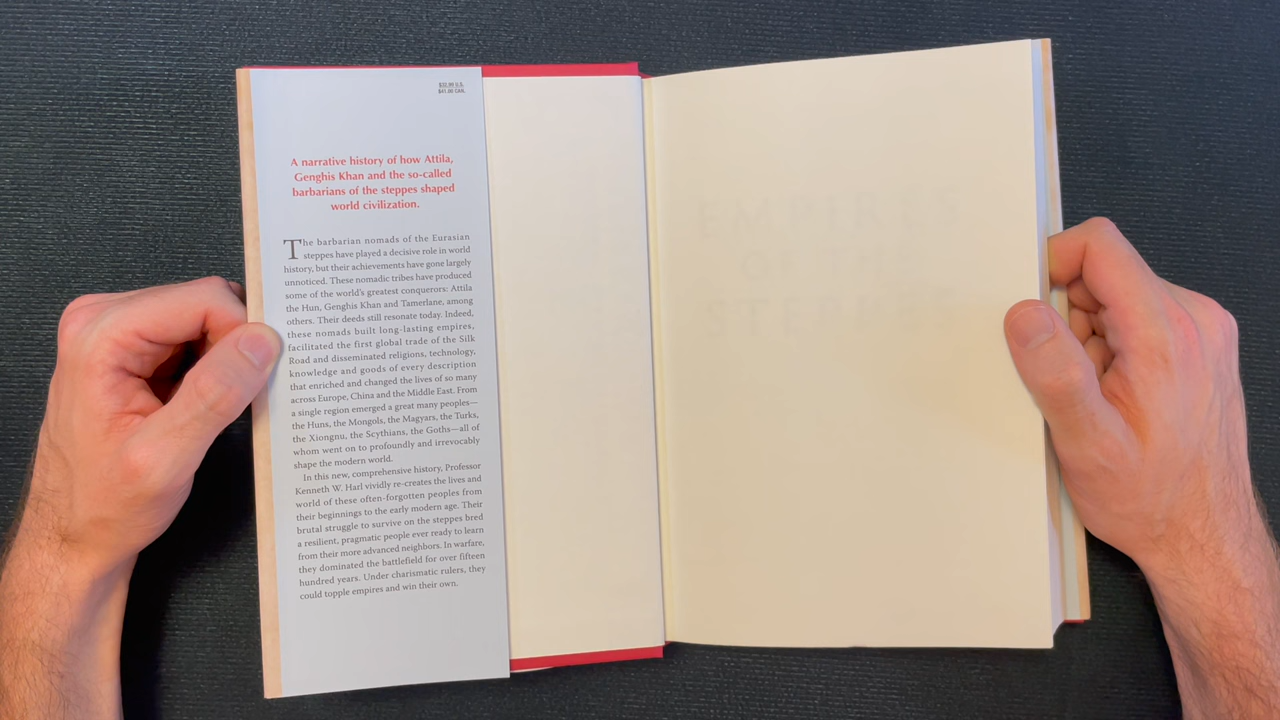 $32.99 U.S.
$41.00 CAN.
A narrative history of how Attila,
Genghis Khan and the so-called
barbarians of the steppes shaped
world civilization.
The barbarian nomads of the Eurasian
steppes have played a decisive role in world
history, but their achievements have gone largely
unnoticed. These nomadic tribes have produced
some of the world's greatest conquerors: Attila
the Hun, Genghis Khan and Tamerlane, among
others. Their deeds still resonate today. Indeed,
these nomads built long-lasting empires,
facilitated the first global trade of the Silk
Road and disseminated religions, technology,
knowledge and goods of every description
that enriched and changed the lives of so many
across Europe, China and the Middle East. From
a single region emerged a great many peoples—
the Huns, the Mongols, the Magyars, the Turks,
the Xiongnu, the Scythians, the Goths—all of
whom went on to profoundly and irrevocably
shape the modern world.
In this new, comprehensive history, Professor
Kenneth W. Harl vividly re-creates the lives and
world of these often-forgotten peoples from
their beginnings to the early modern age. Their
brutal struggle to survive on the steppes bred
a resilient, pragmatic people ever ready to learn
from their more advanced neighbors. In warfare,
they dominated the battlefield for over fifteen
hundred years. Under charismatic rulers, they
could topple empires and win their own.
EMPIRES
OF